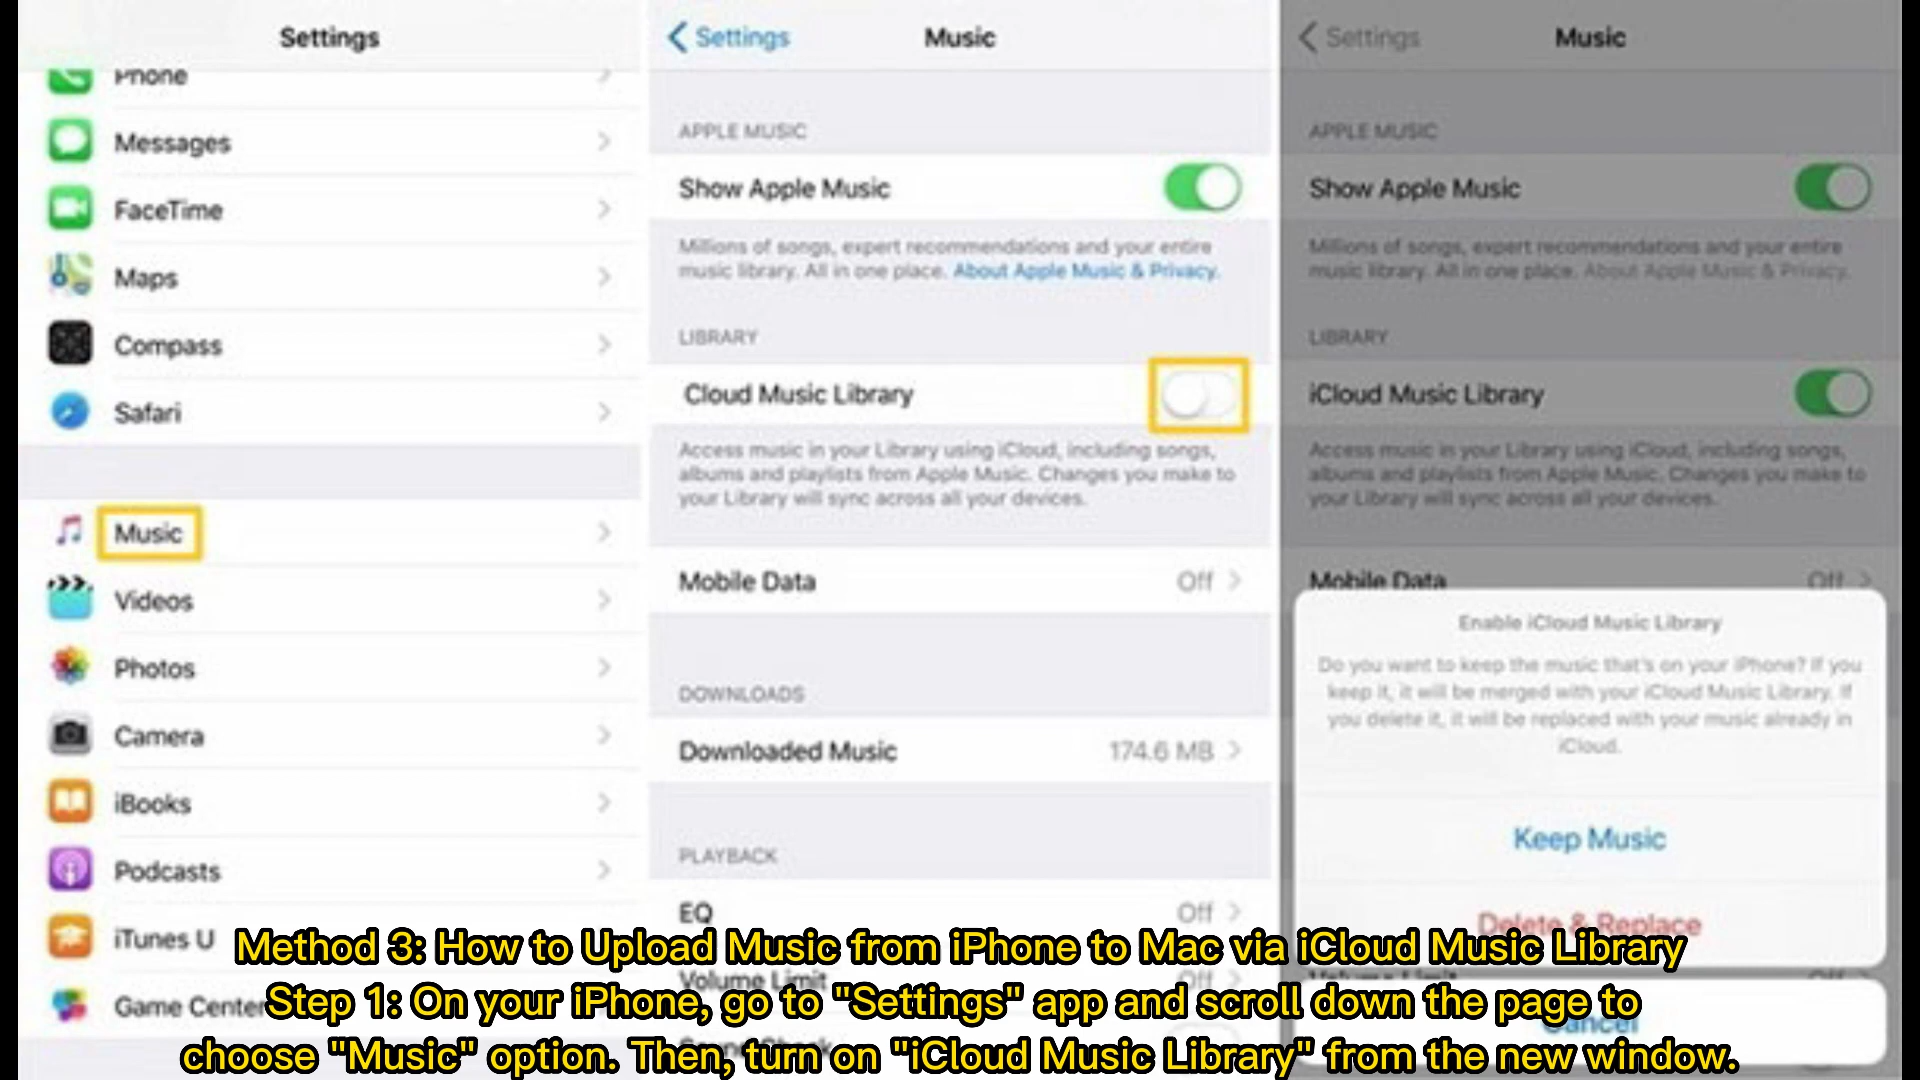 Settings
Phone
Messages
FaceTime
Maps
Compass
Safari
Music
Videos
Photos
Camera
iBooks
Podcasts
iTunes U
Game Center
Settings
Music
APPLE MUSIC
Show Apple Music
Millions of songs, expert recommendations and your entire
music library. All in one place. About Apple Music & Privacy.
LIBRARY
Cloud Music Library
Access music in your Library using iCloud, including songs,
albums and playlists from Apple Music. Changes you make to
your Library will sync across all your devices.
Mobile Data Off
DOWNLOADS
Downloaded Music 174.6 MB
PLAYBACK
EQ Off
Volume Limit Off
Sound Check
Settings
Music
APPLE MUSIC
Show Apple Music
Millions of songs, expert recommendations and your entire
music library. All in one place. About Apple Music & Privacy.
LIBRARY
iCloud Music Library
Access music in your Library using iCloud, including songs,
albums and playlists from Apple Music. Changes you make to
your Library will sync across all your devices.
Mobile Data Off
Enable iCloud Music Library
Do you want to keep the music that's on your iPhone? If you
keep it, it will be merged with your iCloud Music Library. If
you delete it, it will be replaced with your music already in
iCloud.
Keep Music
Delete & Replace
Volume Limit Off
Cancel
Method 3: How to Upload Music from iPhone to Mac via iCloud Music Library
Step 1: On your iPhone, go to "Settings" app and scroll down the page to
choose "Music" option. Then, turn on "iCloud Music Library" from the new window.